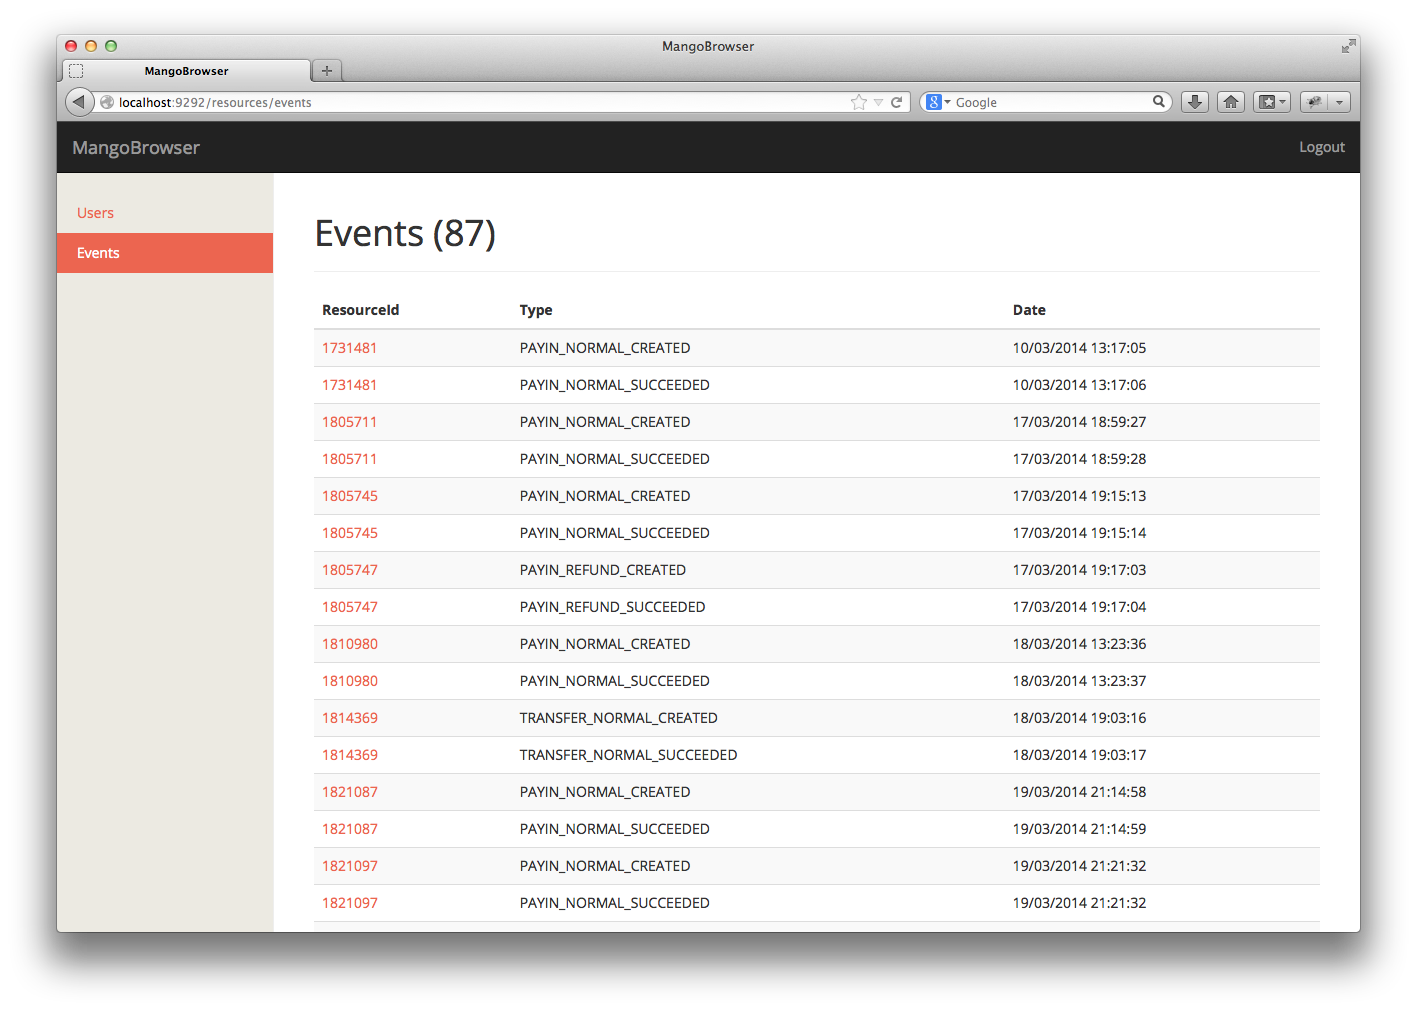 MangoBrowser
MangoBrowser
localhost:9292/resources/events
Google
MangoBrowser
Logout
Users
Events
Events (87)
ResourceId Type Date
1731481 PAYIN_NORMAL_CREATED 10/03/2014 13:17:05
1731481 PAYIN_NORMAL_SUCCEEDED 10/03/2014 13:17:06
1805711 PAYIN_NORMAL_CREATED 17/03/2014 18:59:27
1805711 PAYIN_NORMAL_SUCCEEDED 17/03/2014 18:59:28
1805745 PAYIN_NORMAL_CREATED 17/03/2014 19:15:13
1805745 PAYIN_NORMAL_SUCCEEDED 17/03/2014 19:15:14
1805747 PAYIN_REFUND_CREATED 17/03/2014 19:17:03
1805747 PAYIN_REFUND_SUCCEEDED 17/03/2014 19:17:04
1810980 PAYIN_NORMAL_CREATED 18/03/2014 13:23:36
1810980 PAYIN_NORMAL_SUCCEEDED 18/03/2014 13:23:37
1814369 TRANSFER_NORMAL_CREATED 18/03/2014 19:03:16
1814369 TRANSFER_NORMAL_SUCCEEDED 18/03/2014 19:03:17
1821087 PAYIN_NORMAL_CREATED 19/03/2014 21:14:58
1821087 PAYIN_NORMAL_SUCCEEDED 19/03/2014 21:14:59
1821097 PAYIN_NORMAL_CREATED 19/03/2014 21:21:32
1821097 PAYIN_NORMAL_SUCCEEDED 19/03/2014 21:21:32